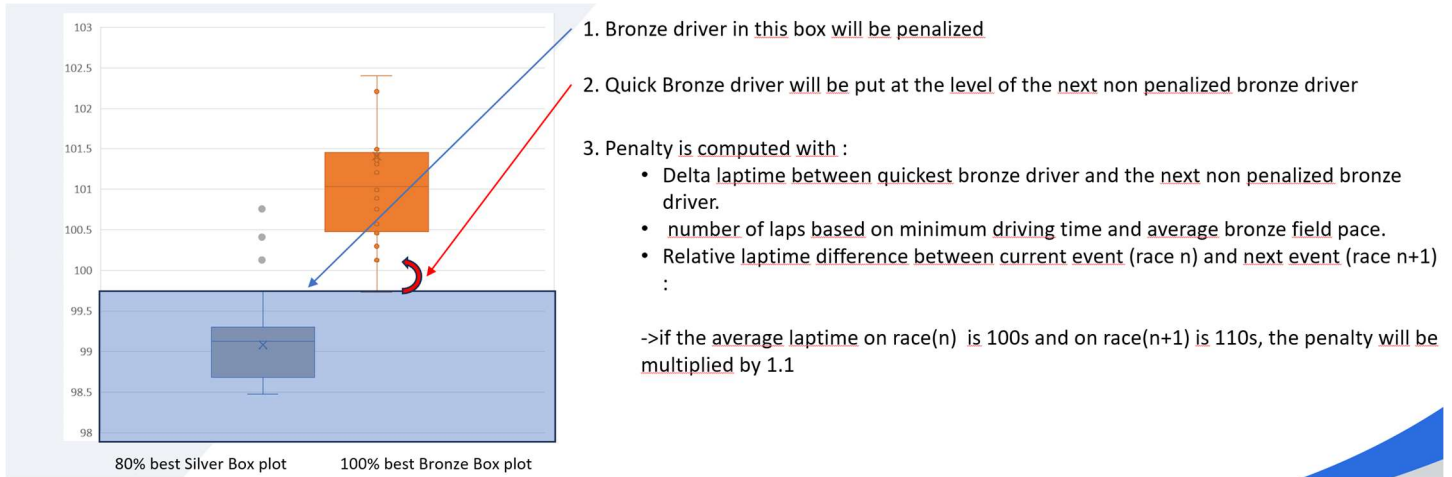 103
102.5
102
101.5
101
100.5
100
99.5
99
98.5
98
80% best Silver Box plot
100% best Bronze Box plot
1. Bronze driver in this box will be penalized
2. Quick Bronze driver will be put at the level of the next non penalized bronze driver
3. Penalty is computed with :
• Delta laptime between quickest bronze driver and the next non penalized bronze
driver.
• number of laps based on minimum driving time and average bronze field pace.
• Relative laptime difference between current event (race n) and next event (race n+1)
:
->if the average laptime on race(n) is 100s and on race(n+1) is 110s, the penalty will be
multiplied by 1.1